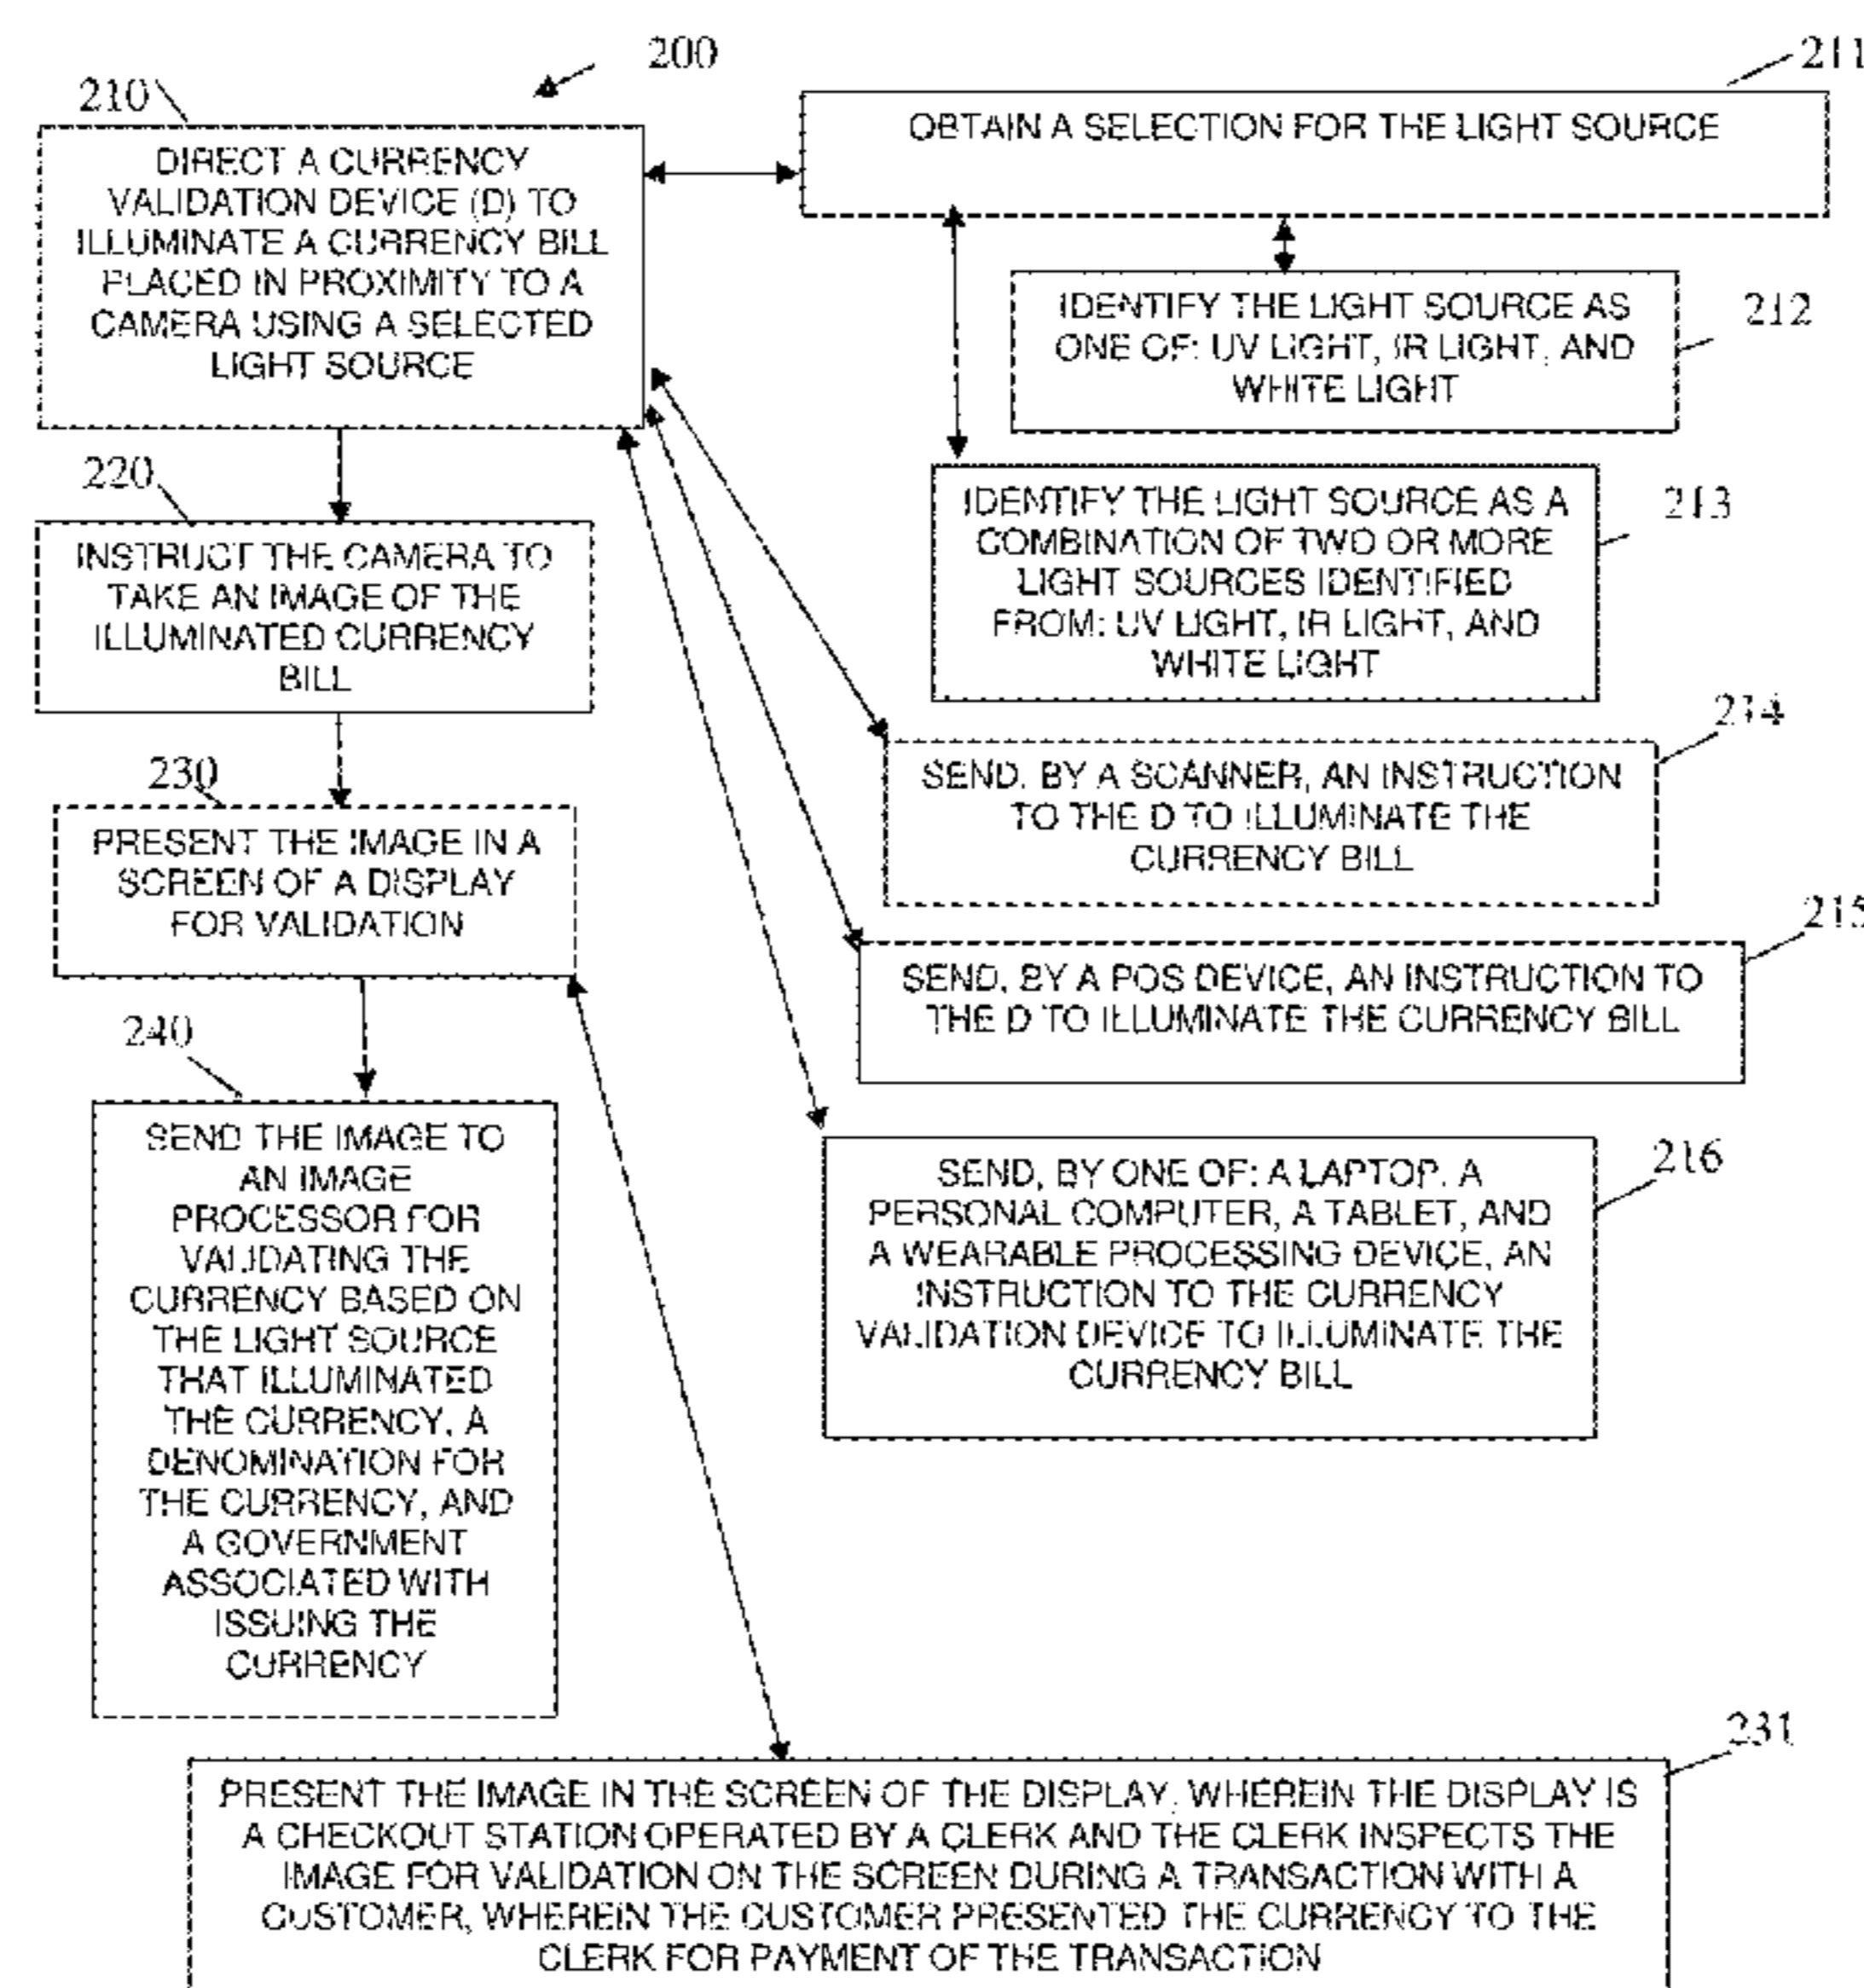 200
210
DIRECT A CURRENCY
VALIDATION DEVICE (D) TO
ILLUMINATE A CURRENCY BILL
PLACED IN PROXIMITY TO A
CAMERA USING A SELECTED
LIGHT SOURCE
211
OBTAIN A SELECTION FOR THE LIGHT SOURCE
212
IDENTIFY THE LIGHT SOURCE AS
ONE OF: UV LIGHT, IR LIGHT, AND
WHITE LIGHT
213
IDENTIFY THE LIGHT SOURCE AS A
COMBINATION OF TWO OR MORE
LIGHT SOURCES IDENTIFIED
FROM: UV LIGHT, IR LIGHT, AND
WHITE LIGHT
214
SEND, BY A SCANNER, AN INSTRUCTION
TO THE D TO ILLUMINATE THE
CURRENCY BILL
215
SEND, BY A POS DEVICE, AN INSTRUCTION TO
THE D TO ILLUMINATE THE CURRENCY BILL
216
SEND, BY ONE OF: A LAPTOP, A
PERSONAL COMPUTER, A TABLET, AND
A WEARABLE PROCESSING DEVICE, AN
INSTRUCTION TO THE CURRENCY
VALIDATION DEVICE TO ILLUMINATE THE
CURRENCY BILL
220
INSTRUCT THE CAMERA TO
TAKE AN IMAGE OF THE
ILLUMINATED CURRENCY
BILL
230
PRESENT THE IMAGE IN A
SCREEN OF A DISPLAY
FOR VALIDATION
240
SEND THE IMAGE TO
AN IMAGE
PROCESSOR FOR
VALIDATING THE
CURRENCY BASED ON
THE LIGHT SOURCE
THAT ILLUMINATED
THE CURRENCY, A
DENOMINATION FOR
THE CURRENCY, AND
A GOVERNMENT
ASSOCIATED WITH
ISSUING THE
CURRENCY
231
PRESENT THE IMAGE IN THE SCREEN OF THE DISPLAY, WHEREIN THE DISPLAY IS
A CHECKOUT STATION OPERATED BY A CLERK AND THE CLERK INSPECTS THE
IMAGE FOR VALIDATION ON THE SCREEN DURING A TRANSACTION WITH A
CUSTOMER, WHEREIN THE CUSTOMER PRESENTED THE CURRENCY TO THE
CLERK FOR PAYMENT OF THE TRANSACTION